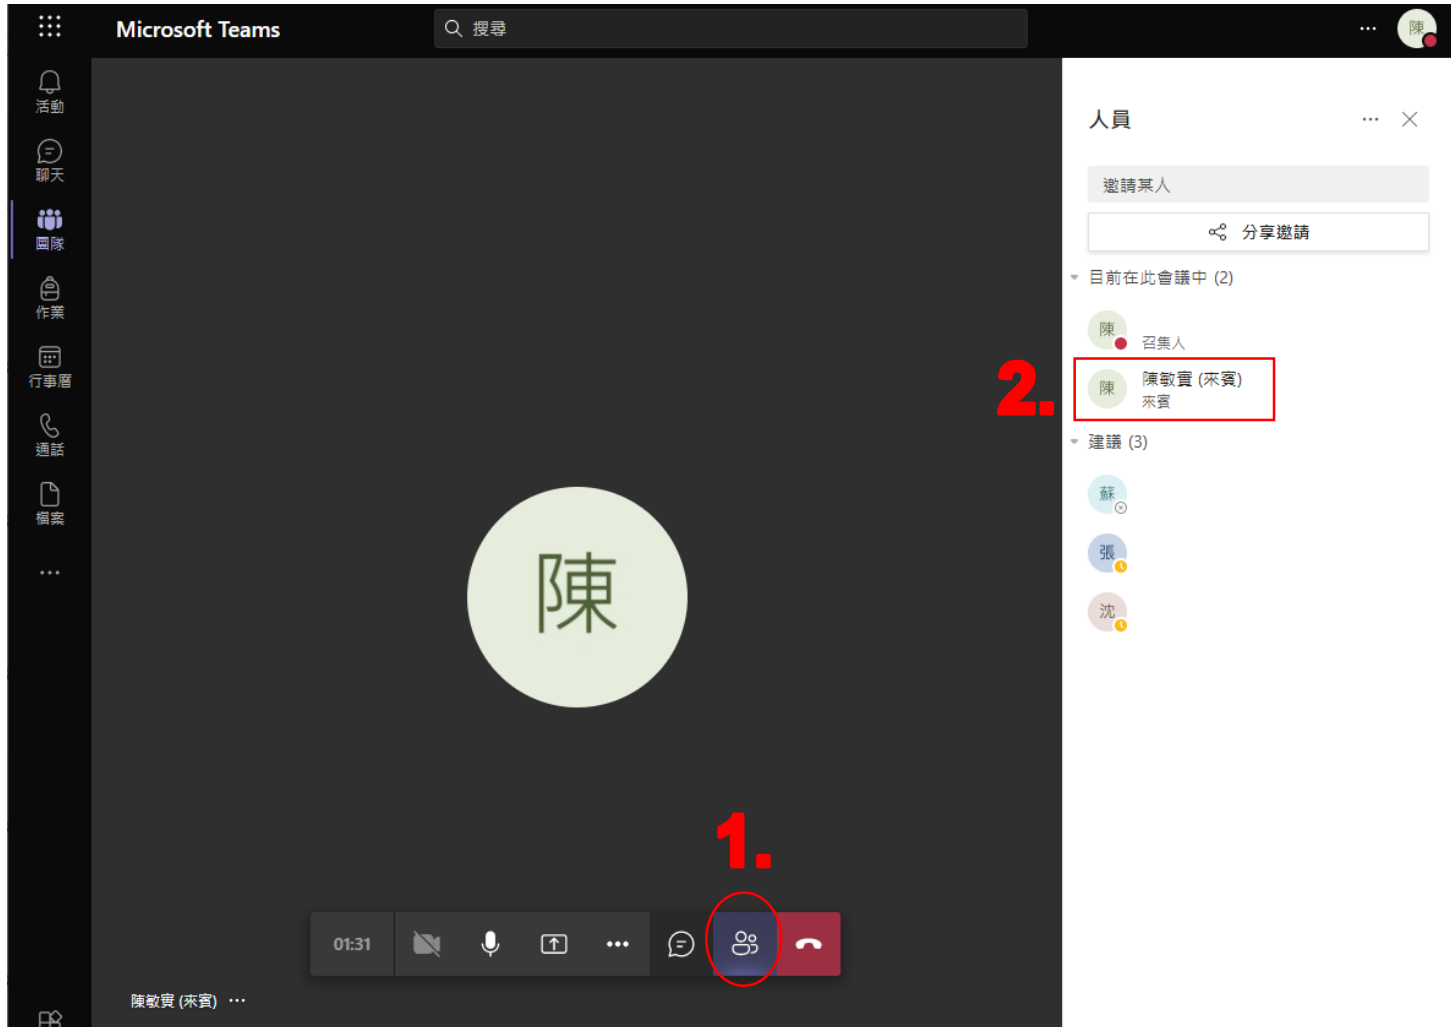 Microsoft Teams
搜尋
陳
活動
聊天
團隊
作業
行事曆
通話
檔案
人員
邀請某人
分享邀請
目前在此會議中 (2)
陳
召集人
2.
陳
陳敏實 (來賓)
來賓
建議 (3)
蘇
張
沈
陳
1.
01:31
陳敏實 (來賓)